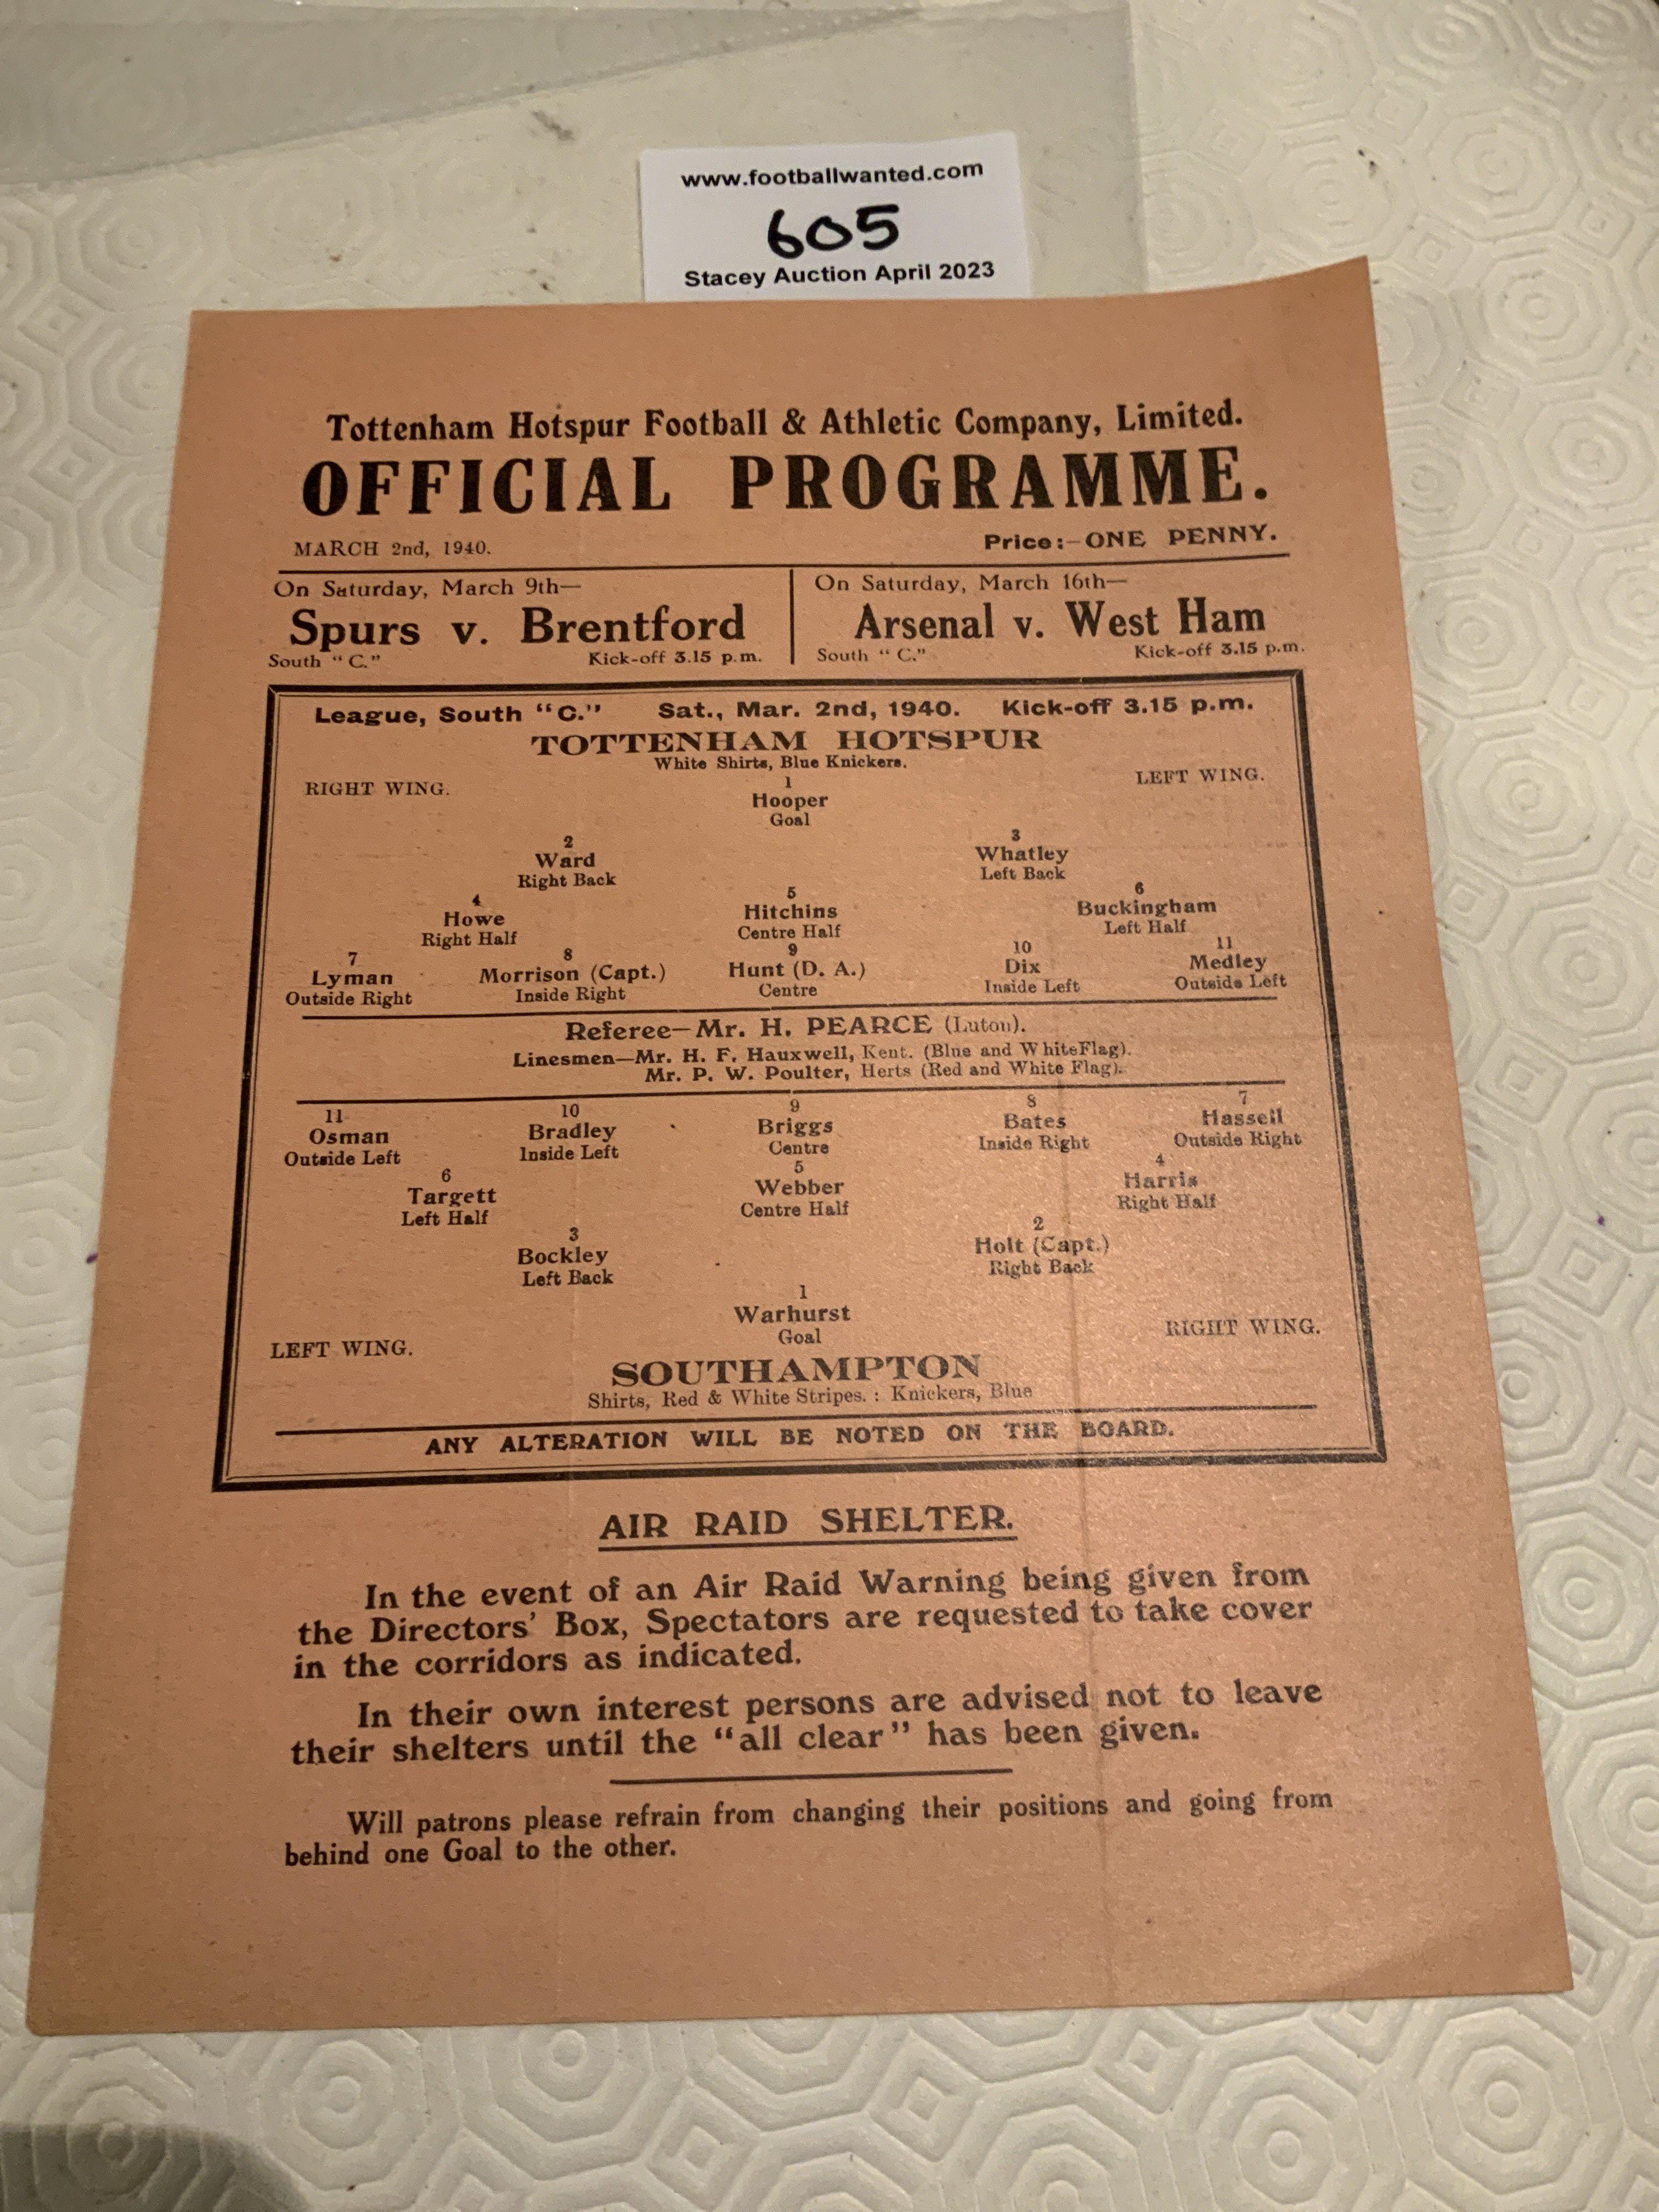 www.footballwanted.com
605
Stacey Auction April 2023
Tottenham Hotspur Football & Athletic Company, Limited.
OFFICIAL PROGRAMME.
MARCH 2nd, 1940. Price:—ONE PENNY.
On Saturday, March 9th—
Spurs v. Brentford
South "C." Kick-off 3.15 p.m.
On Saturday, March 16th—
Arsenal v. West Ham
South "C." Kick-off 3.15 p.m.
League, South "C." Sat., Mar. 2nd, 1940. Kick-off 3.15 p.m.
TOTTENHAM HOTSPUR
White Shirts, Blue Knickers.
RIGHT WING. LEFT WING.
1
Hooper
Goal
2 3
Ward Whatley
Right Back Left Back
4 5 6
Howe Hitchins Buckingham
Right Half Centre Half Left Half
7 8 9 10 11
Lyman Morrison (Capt.) Hunt (D. A.) Dix Medley
Outside Right Inside Right Centre Inside Left Outside Left
Referee—Mr. H. PEARCE (Luton).
Linesmen—Mr. H. F. Hauxwell, Kent. (Blue and WhiteFlag).
Mr. P. W. Poulter, Herts (Red and White Flag).
11 10 9 8 7
Osman Bradley Briggs Bates Hassell
Outside Left Inside Left Centre Inside Right Outside Right
6 5 4
Targett Webber Harris
Left Half Centre Half Right Half
3 2
Bockley Holt (Capt.)
Left Back Right Back
1
Warhurst
Goal
LEFT WING. RIGHT WING.
SOUTHAMPTON
Shirts, Red & White Stripes. : Knickers, Blue
ANY ALTERATION WILL BE NOTED ON THE BOARD.
AIR RAID SHELTER.
In the event of an Air Raid Warning being given from
the Directors' Box, Spectators are requested to take cover
in the corridors as indicated.
In their own interest persons are advised not to leave
their shelters until the "all clear" has been given.
Will patrons please refrain from changing their positions and going from
behind one Goal to the other.